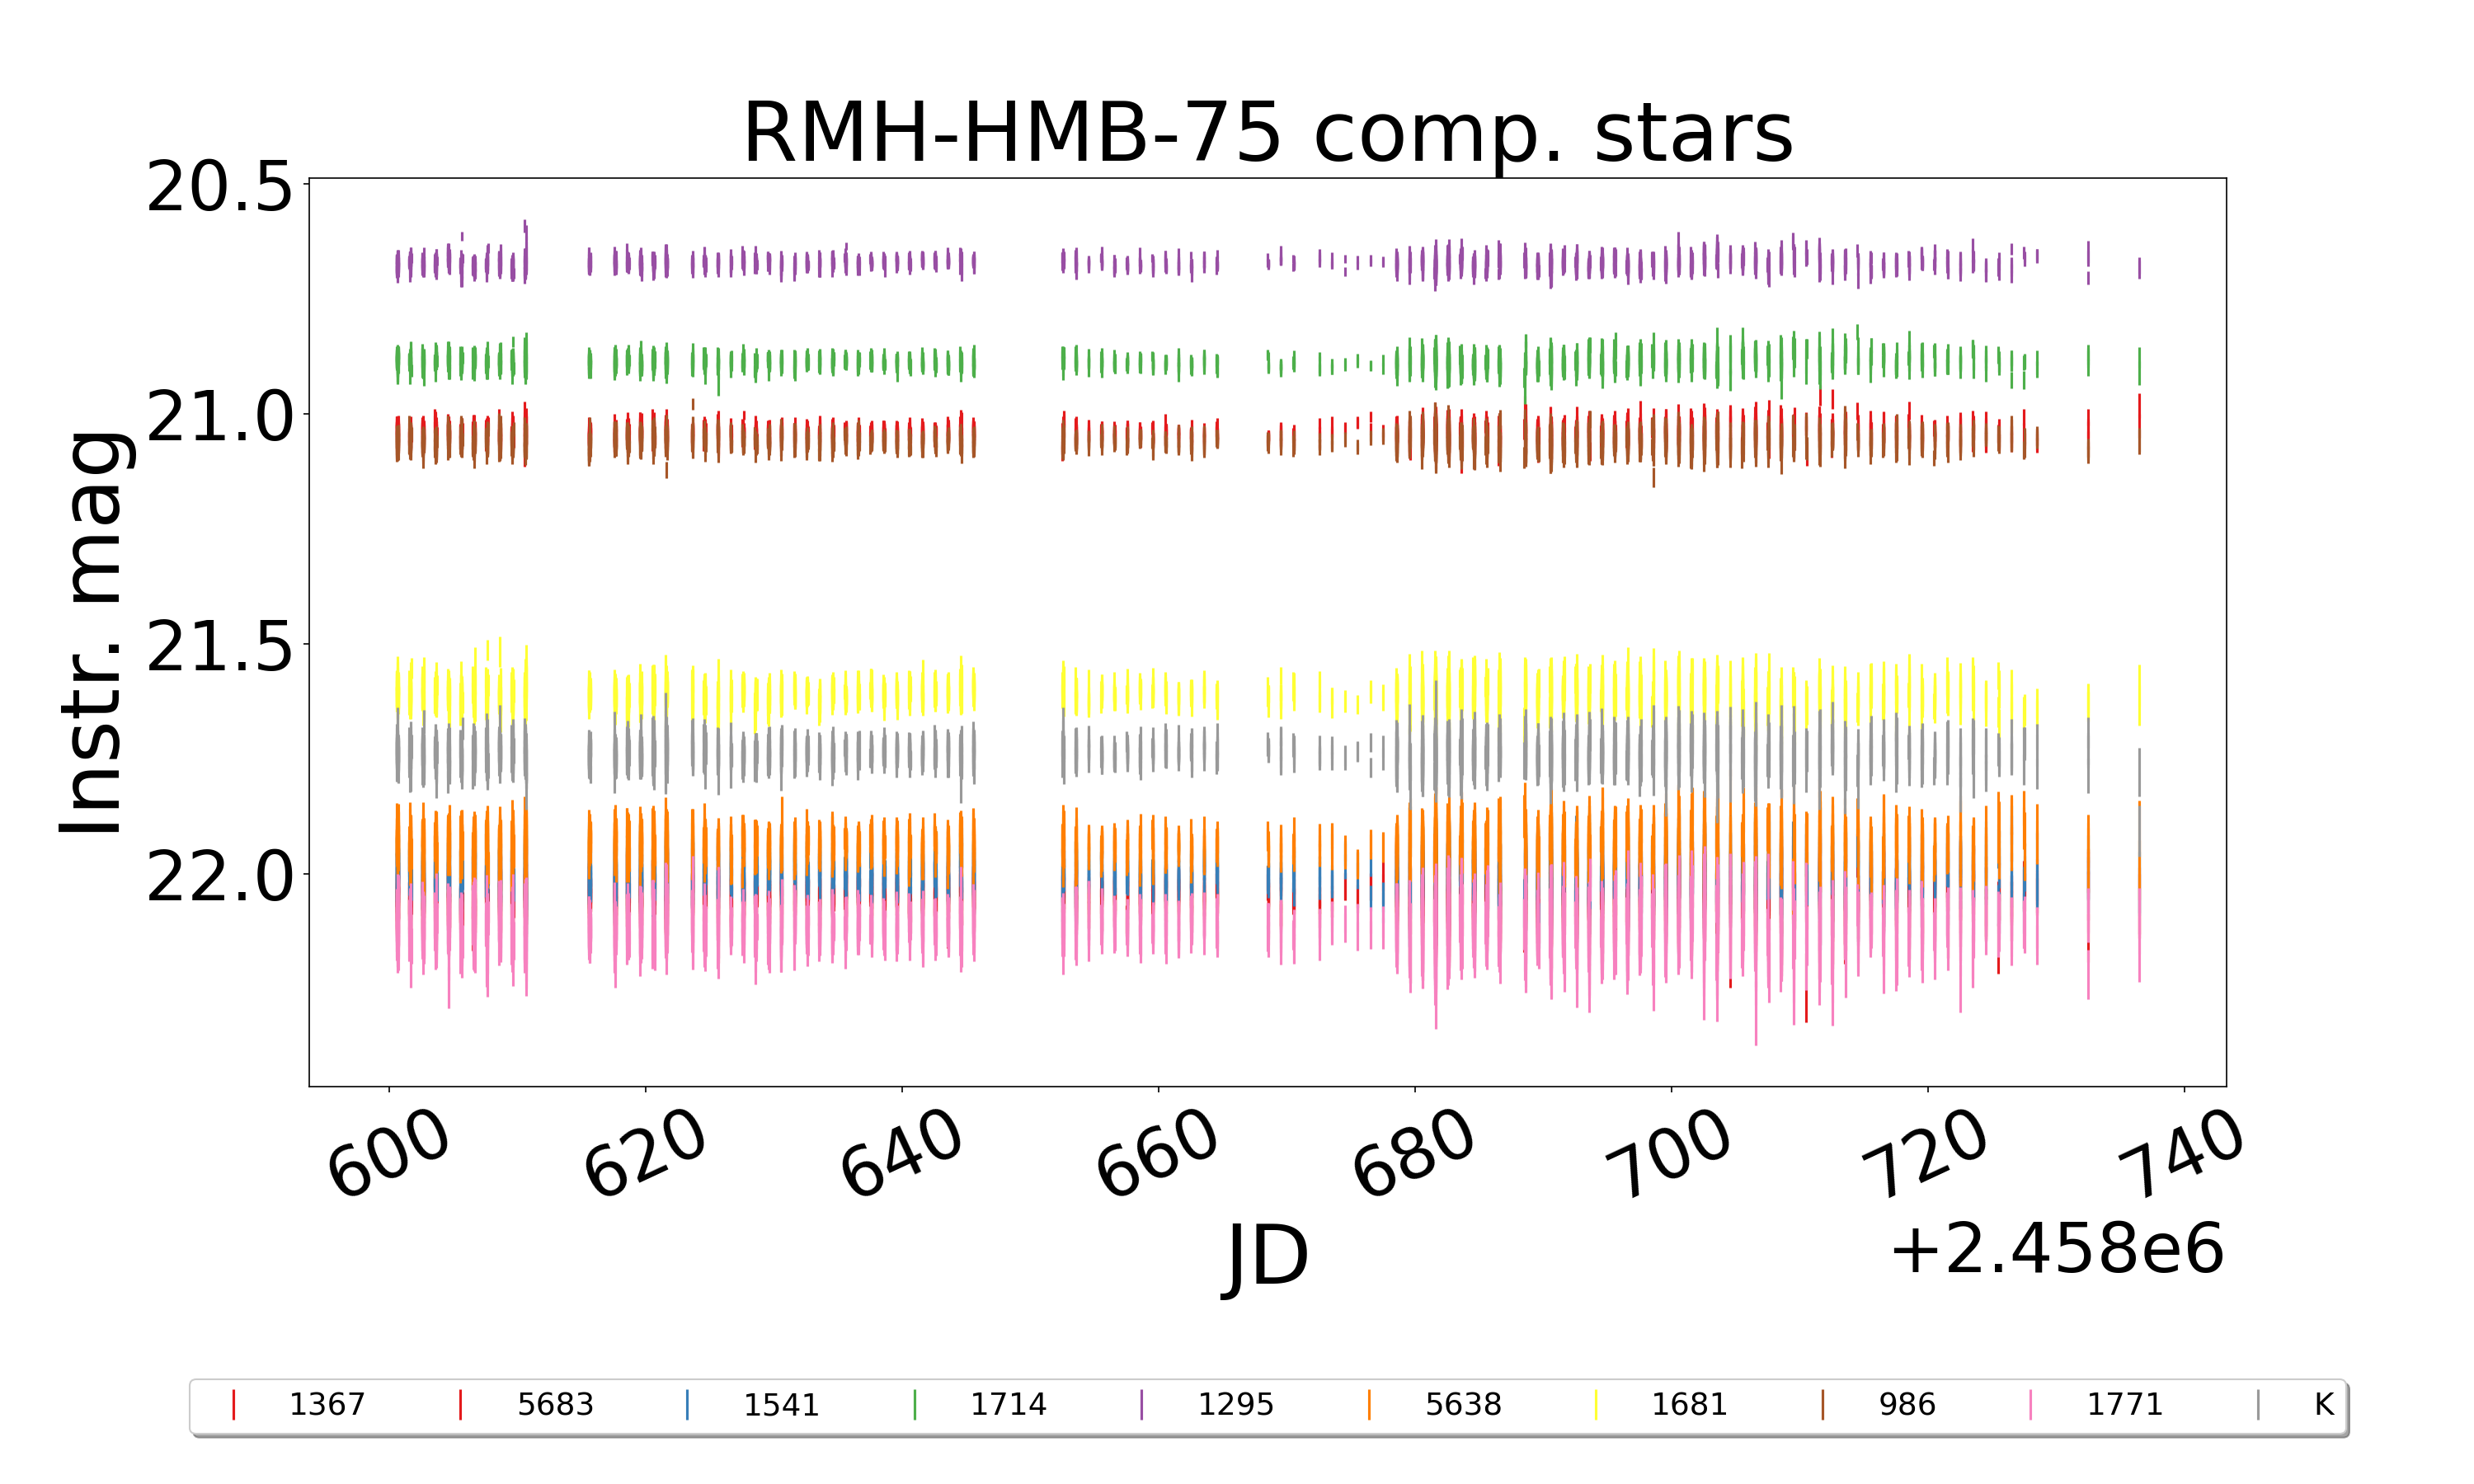 RMH-HMB-75 comp. stars
20.5
21.0
21.5
22.0
Instr. mag
600 620 640 660 680 700 720 740
JD
+2.458e6
1367 5683 1541 1714 1295 5638 1681 986 1771 K